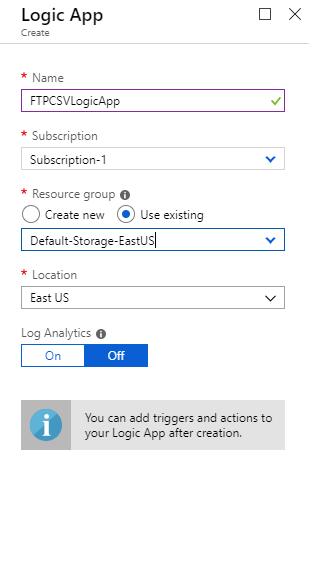 Logic App
Create
* Name
FTPCSVLogicApp
* Subscription
Subscription-1
* Resource group
Create new Use existing
Default-Storage-EastUS
* Location
East US
Log Analytics
On Off
You can add triggers and actions to
your Logic App after creation.